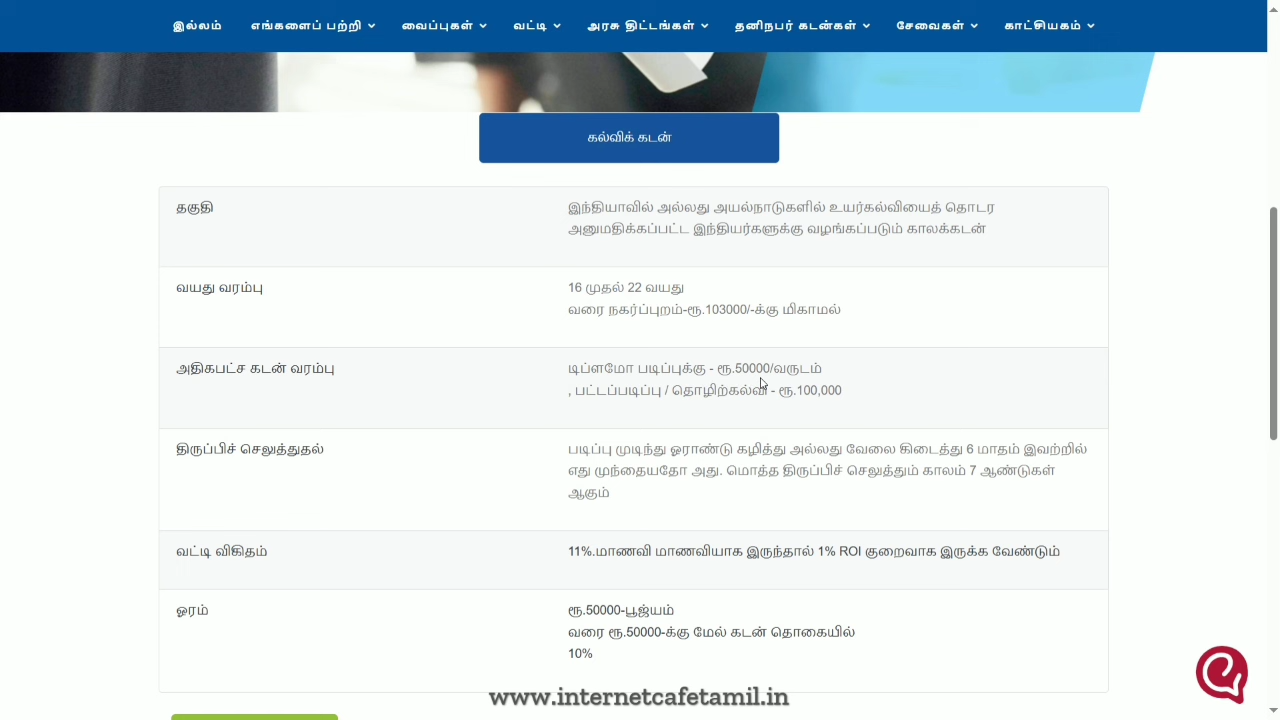 இல்லம் எங்களைப் பற்றி வைப்புகள் வட்டி அரசு திட்டங்கள் தனிநபர் கடன்கள் சேவைகள் காட்சியகம்
கல்விக் கடன்
தகுதி
இந்தியாவில் அல்லது அயல்நாடுகளில் உயர்கல்வியைத் தொடர
அனுமதிக்கப்பட்ட இந்தியர்களுக்கு வழங்கப்படும் காலக்கடன்
வயது வரம்பு
16 முதல் 22 வயது
வரை நகர்ப்புறம்-ரூ.103000/-க்கு மிகாமல்
அதிகபட்ச கடன் வரம்பு
டிப்ளமோ படிப்புக்கு - ரூ.50000/வருடம்
, பட்டப்படிப்பு / தொழிற்கல்வி - ரூ.100,000
திருப்பிச் செலுத்துதல்
படிப்பு முடிந்து ஓராண்டு கழித்து அல்லது வேலை கிடைத்து 6 மாதம் இவற்றில்
எது முந்தையதோ அது. மொத்த திருப்பிச் செலுத்தும் காலம் 7 ஆண்டுகள்
ஆகும்
வட்டி விகிதம்
11%.மாணவி மாணவியாக இருந்தால் 1% ROI குறைவாக இருக்க வேண்டும்
ஓரம்
ரூ.50000-பூஜ்யம்
வரை ரூ.50000-க்கு மேல் கடன் தொகையில்
10%
www.internetcafetamil.in